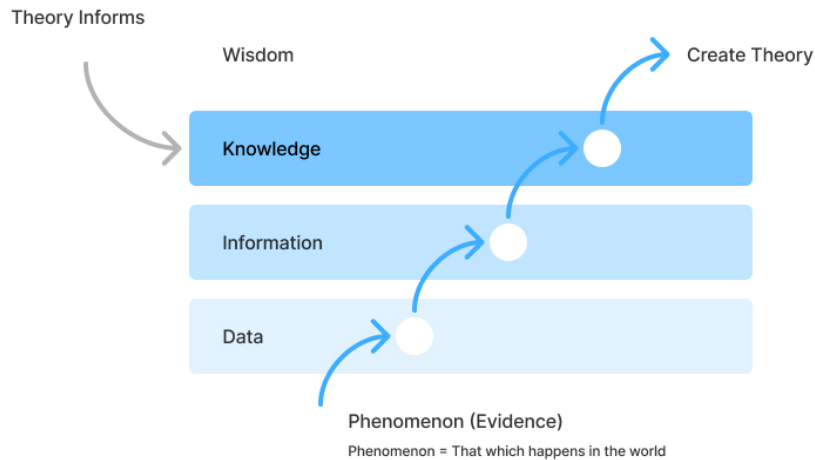 Theory Informs
Wisdom
Create Theory
Knowledge
Information
Data
Phenomenon (Evidence)
Phenomenon = That which happens in the world